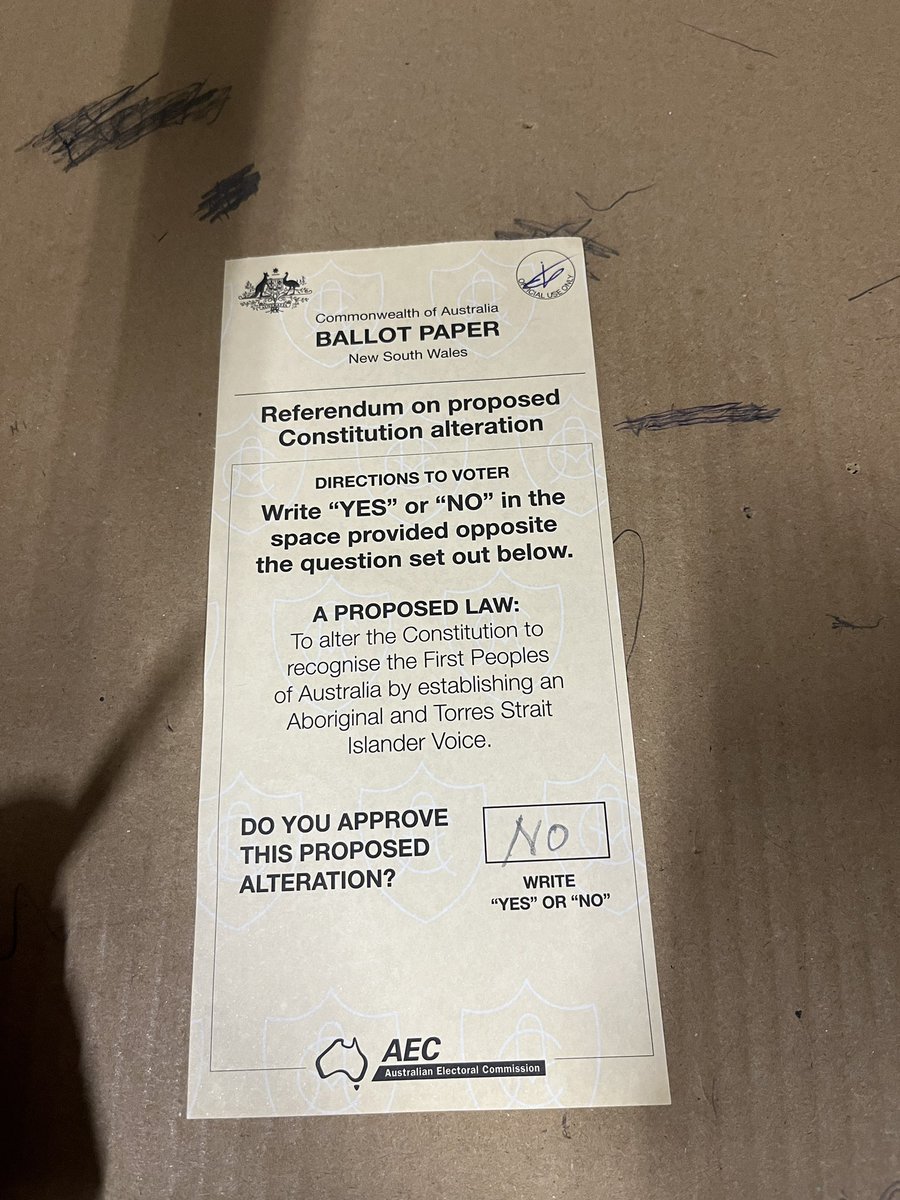 OFFICIAL USE ONLY
Commonwealth of Australia
BALLOT PAPER
New South Wales
Referendum on proposed
Constitution alteration
DIRECTIONS TO VOTER
Write “YES” or “NO” in the
space provided opposite
the question set out below.
A PROPOSED LAW:
To alter the Constitution to
recognise the First Peoples
of Australia by establishing an
Aboriginal and Torres Strait
Islander Voice.
DO YOU APPROVE
THIS PROPOSED
ALTERATION?
NO
WRITE
“YES” OR “NO”
AEC
Australian Electoral Commission